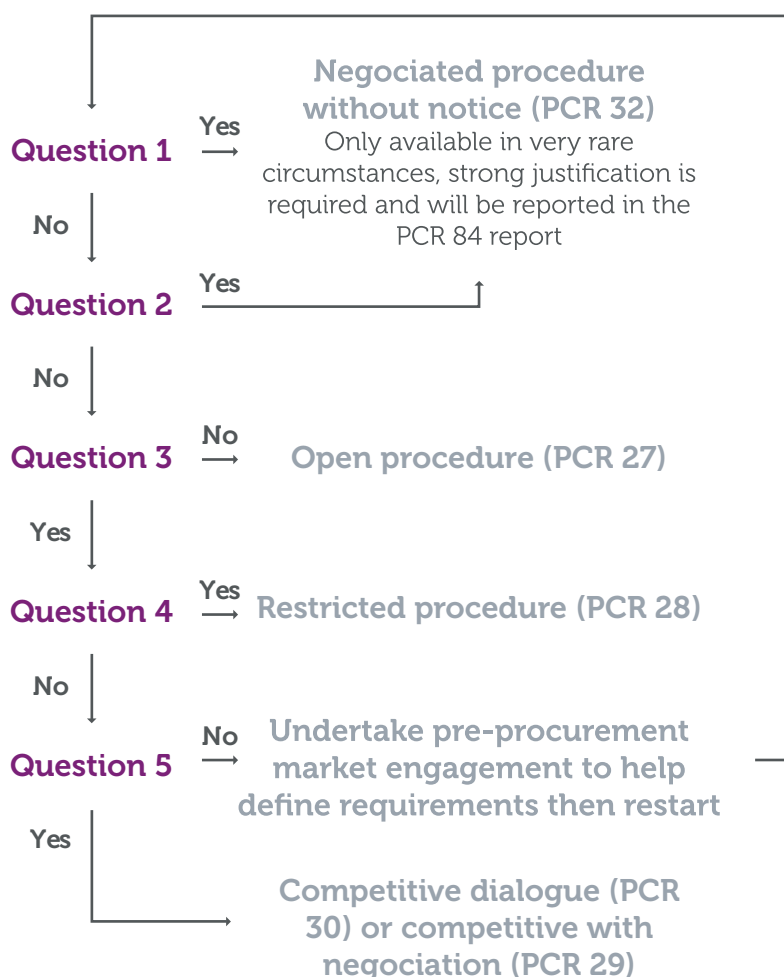 Negociated procedure
without notice (PCR 32)
Yes
Question 1
Only available in very rare
circumstances, strong justification is
required and will be reported in the
PCR 84 report
No
Yes
Question 2
No
No
Question 3
Open procedure (PCR 27)
Yes
Yes
Question 4
Restricted procedure (PCR 28)
No
No
Question 5
Undertake pre-procurement
market engagement to help
define requirements then restart
Yes
Competitive dialogue (PCR
30) or competitive with
negociation (PCR 29)